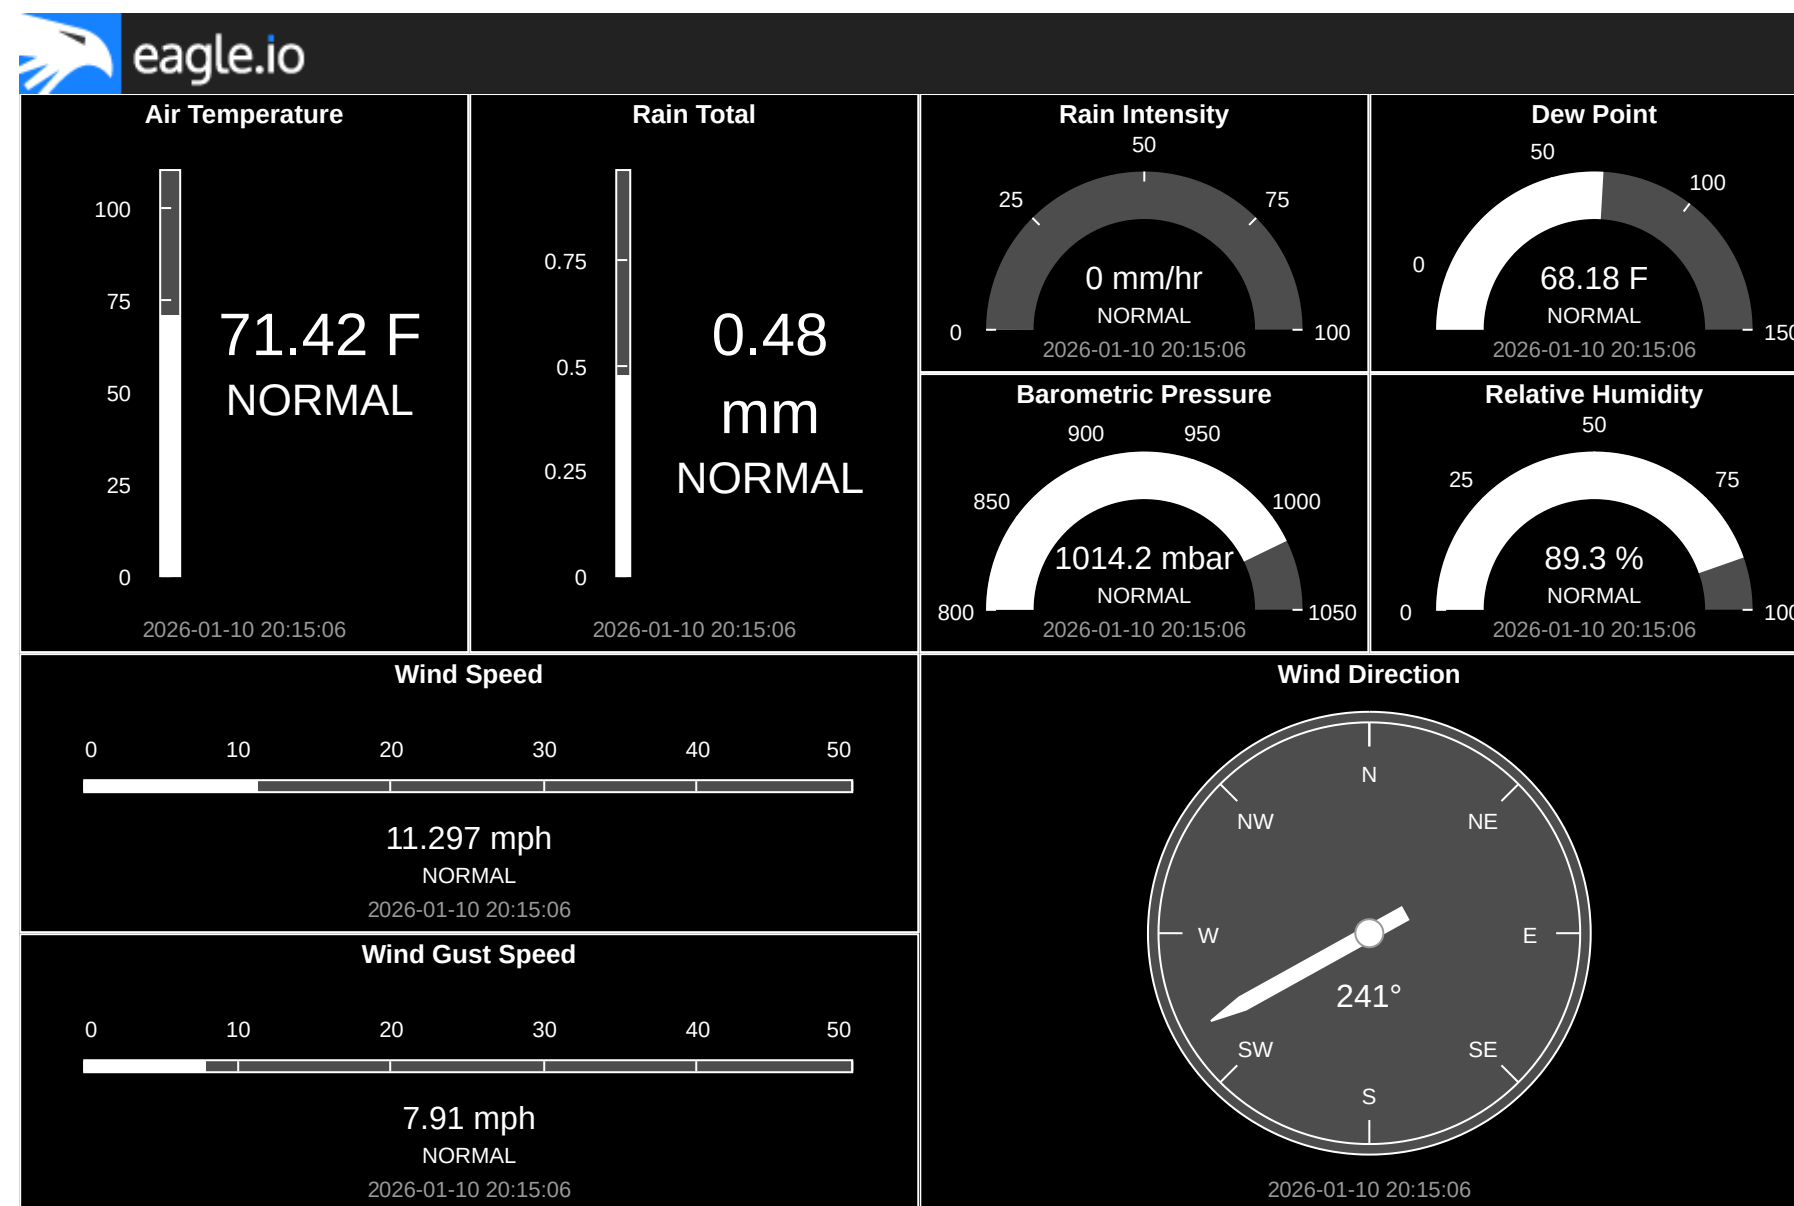 eagle.io
Air Temperature
100
75
50
25
0
71.42 F
NORMAL
2026-01-10 20:15:06
Rain Total
0.75
0.5
0.25
0
0.48
mm
NORMAL
2026-01-10 20:15:06
Rain Intensity
50
25
75
0
100
0 mm/hr
NORMAL
2026-01-10 20:15:06
Dew Point
50
100
0
150
68.18 F
NORMAL
2026-01-10 20:15:06
Barometric Pressure
900
950
850
1000
800
1050
1014.2 mbar
NORMAL
2026-01-10 20:15:06
Relative Humidity
50
25
75
0
100
89.3 %
NORMAL
2026-01-10 20:15:06
Wind Speed
0 10 20 30 40 50
11.297 mph
NORMAL
2026-01-10 20:15:06
Wind Gust Speed
0 10 20 30 40 50
7.91 mph
NORMAL
2026-01-10 20:15:06
Wind Direction
N
NW
NE
W
E
241°
SW
SE
S
2026-01-10 20:15:06